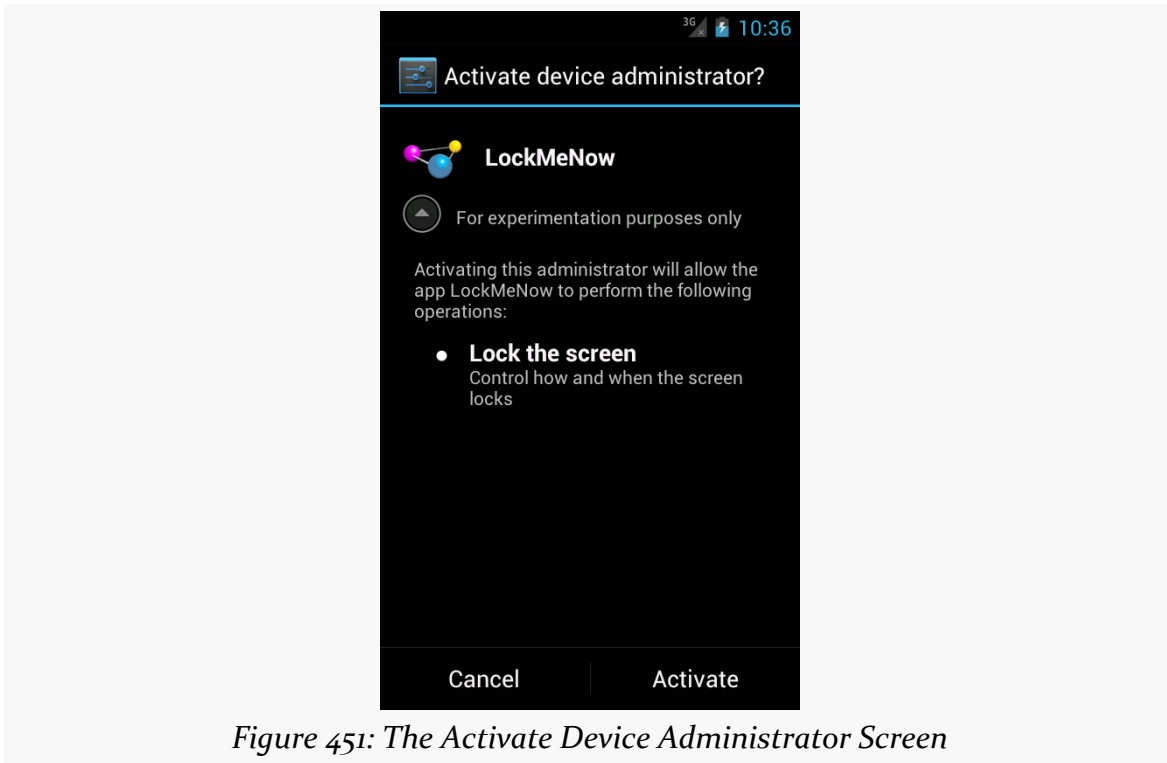 3G
10:36
Activate device administrator?
LockMeNow
For experimentation purposes only
Activating this administrator will allow the
app LockMeNow to perform the following
operations:
Lock the screen
Control how and when the screen
locks
Cancel
Activate
Figure 451: The Activate Device Administrator Screen